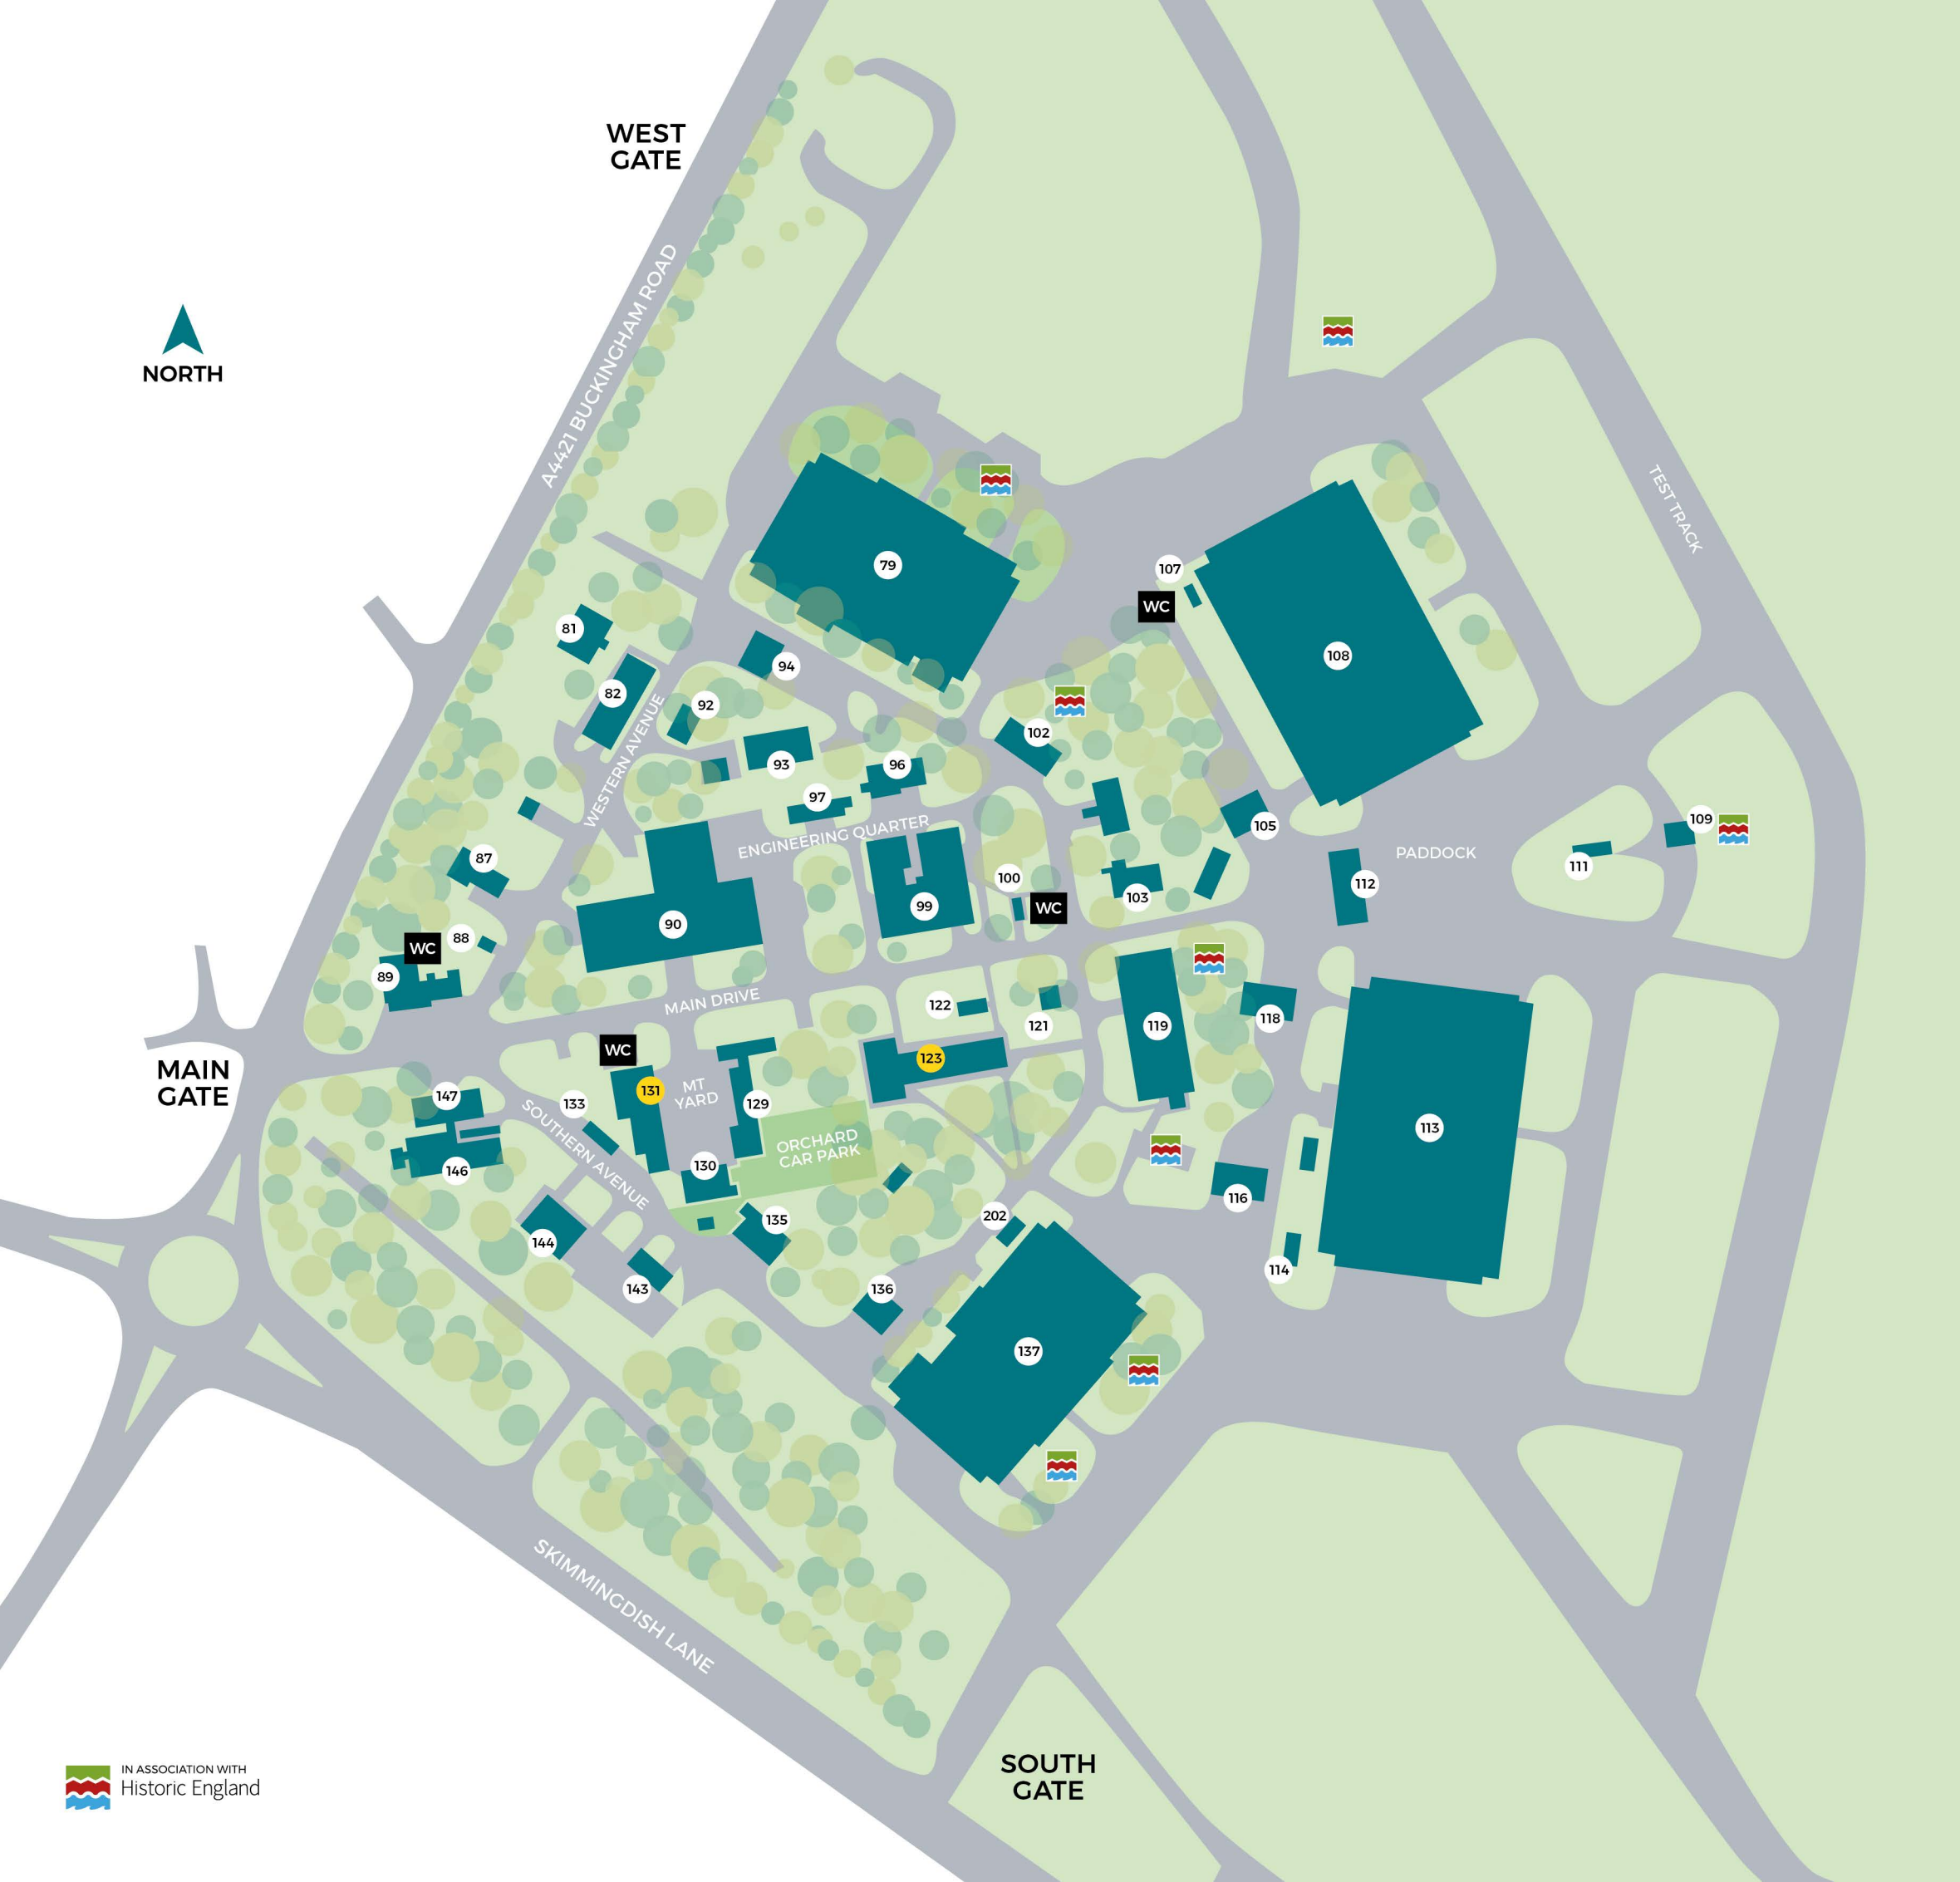 WEST
GATE
A4421 BUCKINGHAM ROAD
NORTH
TEST TRACK
79
107
WC
108
81
94
82
92
WESTERN AVENUE
102
93
96
97
ENGINEERING QUARTER
105
109
PADDOCK
111
87
112
100
103
99
WC
90
88
WC
89
MAIN DRIVE
122
121
118
119
WC
123
MAIN
GATE
131
MT
YARD
147
133
129
SOUTHERN AVENUE
113
ORCHARD
CAR PARK
146
130
116
202
135
144
114
143
136
137
SKIMMINGDISH LANE
SOUTH
GATE
IN ASSOCIATION WITH
Historic England